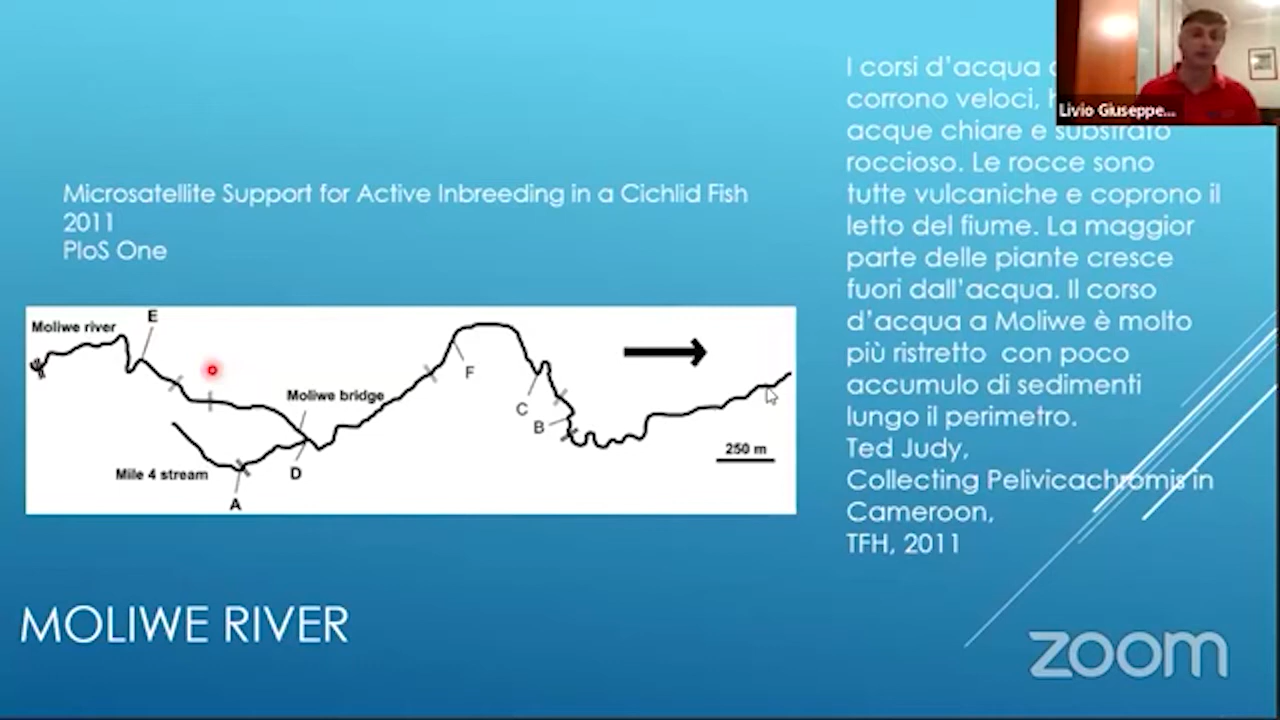 I corsi d'acqua
corrono veloci,
acque chiare e substrato
roccioso. Le rocce sono
tutte vulcaniche e coprono il
letto del fiume. La maggior
parte delle piante cresce
fuori dall'acqua. Il corso
d'acqua a Moliwe è molto
più ristretto con poco
accumulo di sedimenti
lungo il perimetro.
Ted Judy,
Collecting Pelivicachromis in
Cameroon,
TFH, 2011
Livio Giuseppe...
Microsatellite Support for Active Inbreeding in a Cichlid Fish
2011
PloS One
Moliwe river
E
F
Moliwe bridge
C
B
250 m
Mile 4 stream
D
A
MOLIWE RIVER
zoom